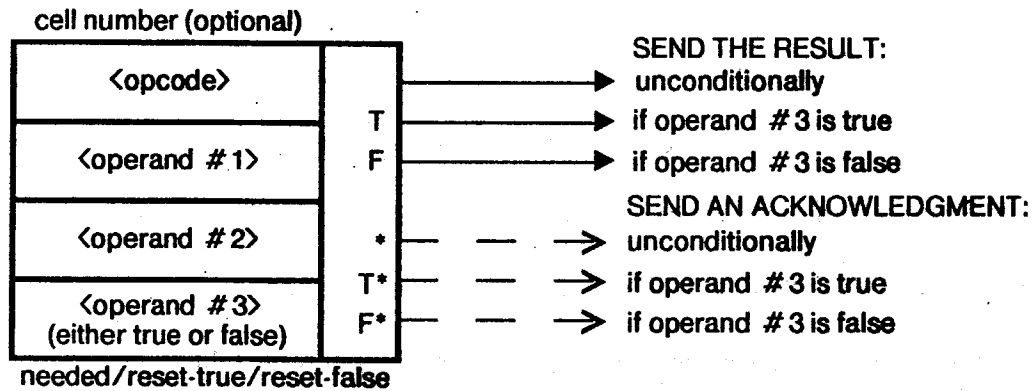 cell number (optional)
<opcode>
<operand #1>
<operand #2>
<operand #3>
(either true or false)
T
F
*
T*
F*
needed/reset-true/reset-false
SEND THE RESULT:
unconditionally
if operand #3 is true
if operand #3 is false
SEND AN ACKNOWLEDGMENT:
unconditionally
if operand #3 is true
if operand #3 is false